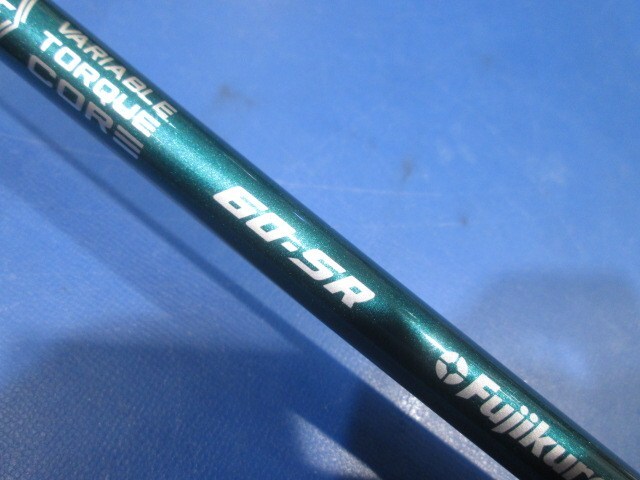 VARIABLE
TORQUE
CORE
60-SR
Fujikura